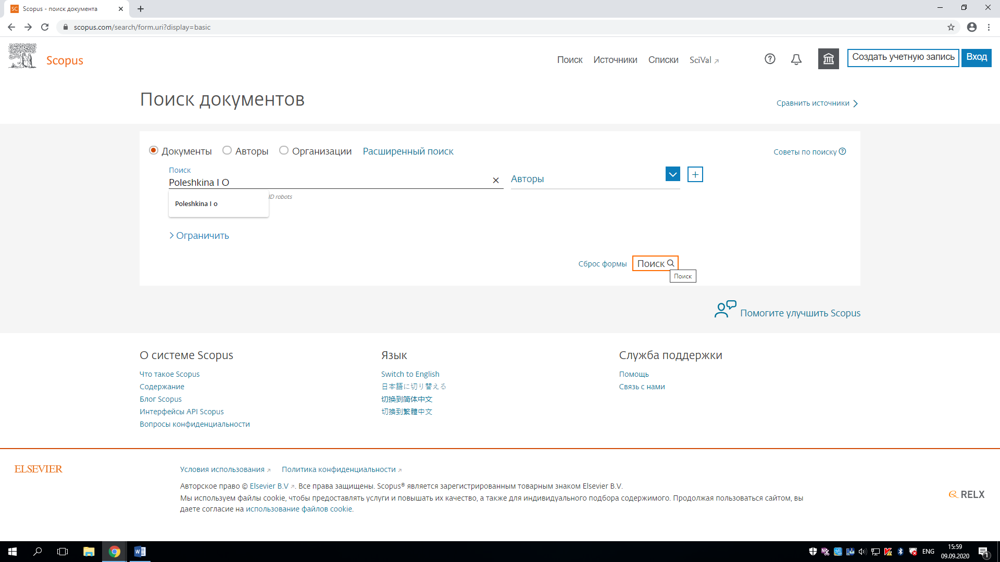 SC Scopus - поиск документа
scopus.com/search/form.uri?display=basic
Scopus
Поиск Источники Списки SciVal Создать учетную запись Вход
Поиск документов
Сравнить источники
Документы Авторы Организации Расширенный поиск Советы по поиску
Поиск
Poleshkina I O
Авторы
ID robots
Poleshkina I o
Ограничить
Сброс формы Поиск
Поиск
Помогите улучшить Scopus
О системе Scopus
Что такое Scopus
Содержание
Блог Scopus
Интерфейсы API Scopus
Вопросы конфиденциальности
Язык
Switch to English
日本語に切り替える
切换到简体中文
切換到繁體中文
Служба поддержки
Помощь
Связь с нами
ELSEVIER
Условия использования Политика конфиденциальности
Авторское право © Elsevier B.V. Все права защищены. Scopus® является зарегистрированным товарным знаком Elsevier B.V.
Мы используем файлы cookie, чтобы предоставлять услуги и повышать их качество, а также для индивидуального подбора содержимого. Продолжая пользоваться сайтом, вы
даете согласие на использование файлов cookie.
RELX
ENG
15:59
09.09.2020
1